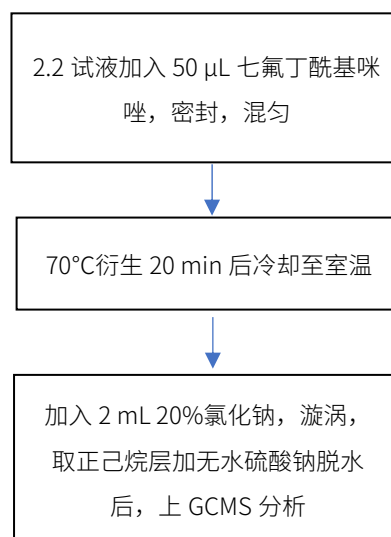 2.2 试液加入 50 µL 七氟丁酰基咪
唑，密封，混匀
70°C衍生 20 min 后冷却至室温
加入 2 mL 20%氯化钠，漩涡，
取正己烷层加无水硫酸钠脱水
后，上 GCMS 分析